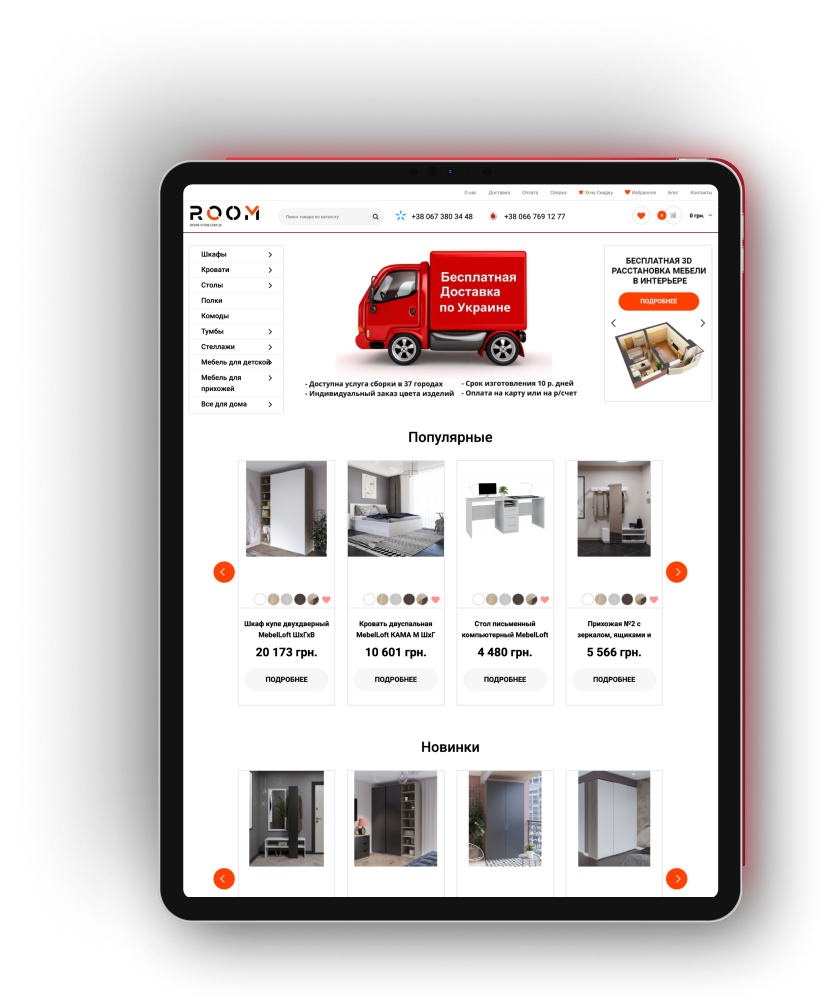 О нас Доставка Оплата Сборка Хочу Скидку Избранное Блог Контакты
ROOM
ROOM-STORE.COM.UA
Поиск товара по каталогу
+38 067 380 34 48
+38 066 769 12 77
0
0 грн.
Шкафы
Кровати
Столы
Полки
Комоды
Тумбы
Стеллажи
Мебель для детской
Мебель для
прихожей
Все для дома
Бесплатная
Доставка
по Украине
- Доступна услуга сборки в 37 городах
- Индивидуальный заказ цвета изделий
- Срок изготовления 10 р. дней
- Оплата на карту или на р/счет
БЕСПЛАТНАЯ 3D
РАССТАНОВКА МЕБЕЛИ
В ИНТЕРЬЕРЕ
ПОДРОБНЕЕ
Популярные
Шкаф купе двухдверный
MebelLoft ШхГхВ
20 173 грн.
ПОДРОБНЕЕ
Кровать двуспальная
MebelLoft КАМА М ШхГ
10 601 грн.
ПОДРОБНЕЕ
Стол письменный
компьютерный MebelLoft
4 480 грн.
ПОДРОБНЕЕ
Прихожая №2 с
зеркалом, ящиками и
5 566 грн.
ПОДРОБНЕЕ
Новинки